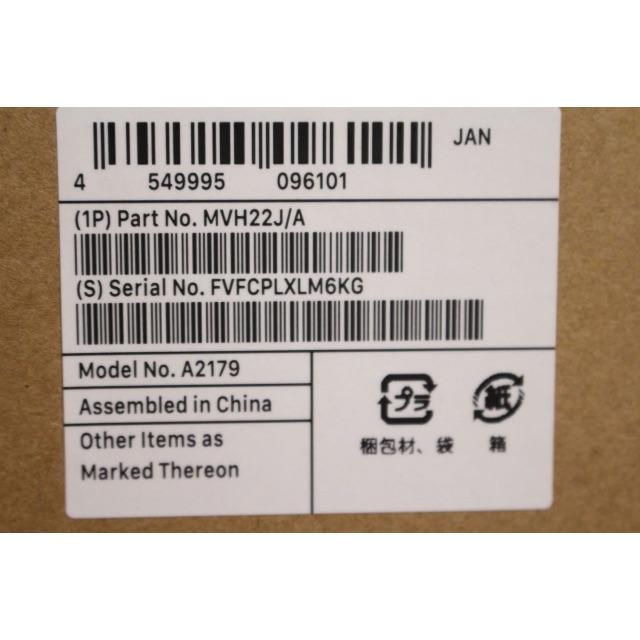 JAN
4 549995 096101
(1P) Part No. MVH22J/A
(S) Serial No. FVFCPLXLM6KG
Model No. A2179
Assembled in China
Other Items as
Marked Thereon
プラ 紙
梱包材、袋 箱